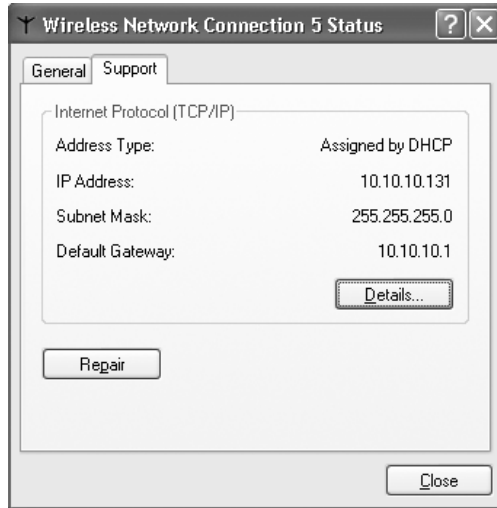 Wireless Network Connection 5 Status
General Support
Internet Protocol (TCP/IP)
Address Type: Assigned by DHCP
IP Address: 10.10.10.131
Subnet Mask: 255.255.255.0
Default Gateway: 10.10.10.1
Details...
Repair
Close